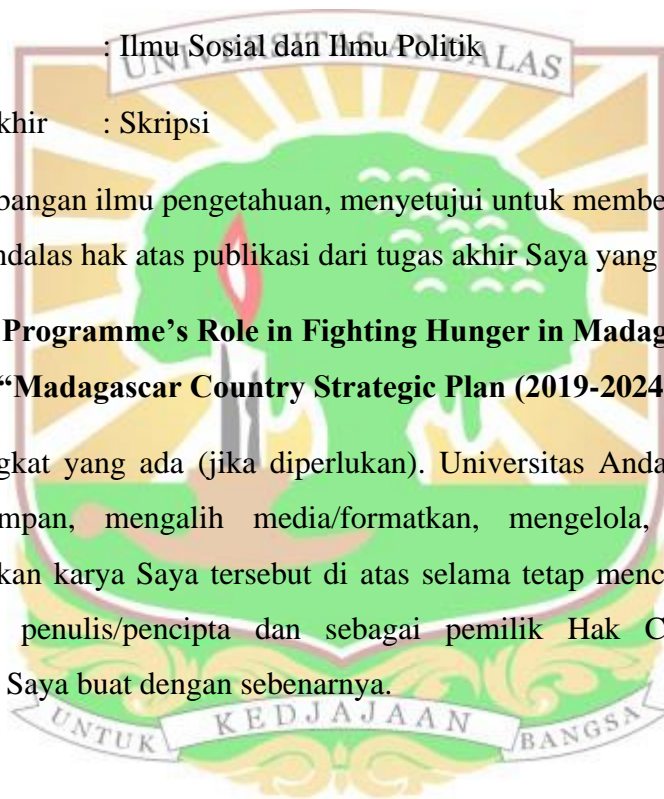 UNIVERSITAS ANDALAS
: Ilmu Sosial dan Ilmu Politik
khir : Skripsi
bangan ilmu pengetahuan, menyetujui untuk membe
ndalas hak atas publikasi dari tugas akhir Saya yang
Programme’s Role in Fighting Hunger in Madag
“Madagascar Country Strategic Plan (2019-2024
gkat yang ada (jika diperlukan). Universitas Anda
mpan, mengalih media/formatkan, mengelola,
kan karya Saya tersebut di atas selama tetap menc
penulis/pencipta dan sebagai pemilik Hak C
Saya buat dengan sebenarnya.
UNTUK KEDJAJAAN BANGSA